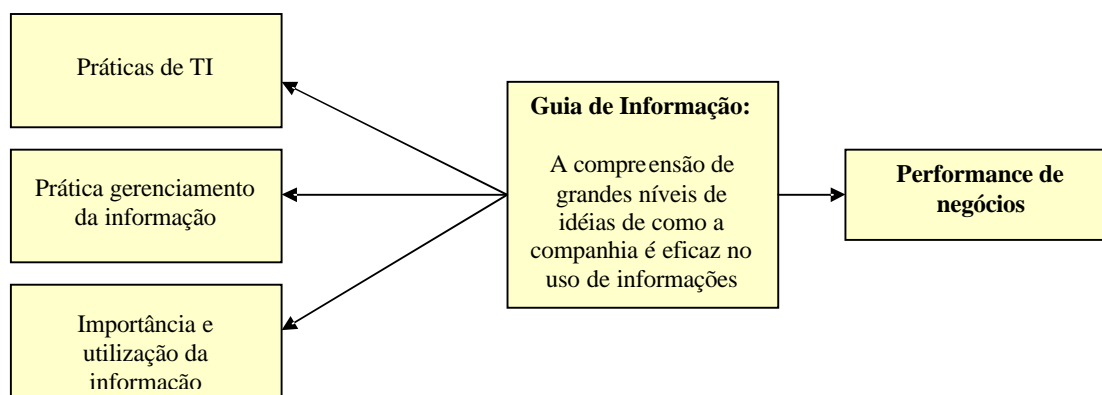 Práticas de TI
Prática gerenciamento
da informação
Importância e
utilização da
informação
Guia de Informação:
A compreensão de
grandes níveis de
idéias de como a
companhia é eficaz no
uso de informações
Performance de
negócios